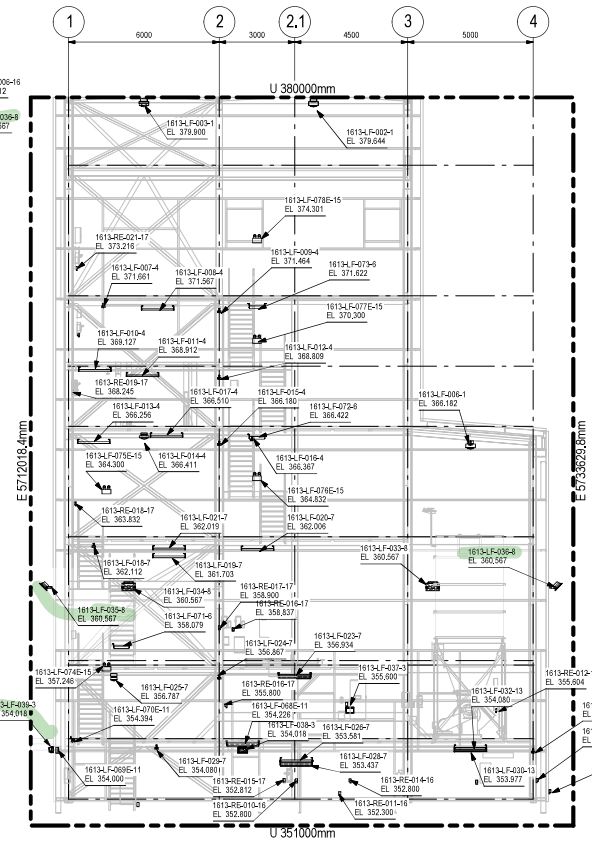 1
2
2.1
3
4
6000
3000
4500
5000
006-16
U 380000mm
036-8
567
1613-LF-003-1
EL 379.900
1613-LF-002-1
EL 379.644
1613-LF-078E-15
EL 374.301
1613-RE-021-17
EL 373.216
1613-LF-009-4
EL 371.464
1613-LF-007-4
EL 371.661
1613-LF-008-4
EL 371.567
1613-LF-073-6
EL 371.622
1613-LF-077E-15
EL 370,300
1613-LF-010-4
EL 369.127
1613-LF-011-4
EL 368.912
1613-LF-012-4
EL 368.809
1613-RE-019-17
EL 368.245
1613-LF-017-4
EL 366.510
1613-LF-015-4
EL 366.180
1613-LF-006-1
EL 366.182
1613-LF-013-4
EL 366.256
1613-LF-072-6
EL 366.422
1613-LF-075E-15
EL 364.300
1613-LF-014-4
EL 366.411
1613-LF-016-4
EL 366.367
E 5712018.4mm
E 5733629.8mm
1613-LF-076E-15
EL 364.832
1613-RE-018-17
EL 363.832
1613-LF-021-7
EL 362.019
1613-LF-020-7
EL 362.006
1613-LF-033-8
EL 360.567
1613-LF-036-8
EL 360,567
1613-LF-018-7
EL 362.112
1613-LF-019-7
EL 361.703
1613-LF-034-8
EL 360.567
1613-RE-017-17
EL 358.900
1613-LF-035-8
EL 360,567
1613-LF-071-6
EL 358.079
1613-RE-016-17
EL 358,837
1613-LF-024-7
EL 356.867
1613-LF-023-7
EL 356.934
1613-LF-074E-15
EL 357.246
1613-LF-025-7
EL 356.787
1613-RE-016-17
EL 355.800
1613-LF-037-3
EL 355,600
1613-RE-012-1
EL 355,604
1613-LF-032-13
EL 354,080
3-LF-039-3
354,018
1613-LF-070E-11
EL 354.394
1613-LF-068E-11
EL 354.226
1613-LF-038-3
EL 354.018
1613-LF-026-7
EL 353.581
1613-LF-069E-11
EL 354.000
1613-LF-029-7
EL 354.080
1613-LF-028-7
EL 353.437
1613-LF-030-13
EL 353.977
1613-RE-015-17
EL 352.812
1613-RE-014-16
EL 352.800
1613-RE-010-16
EL 352.800
1613-RE-011-16
EL 352.300
U 351000mm